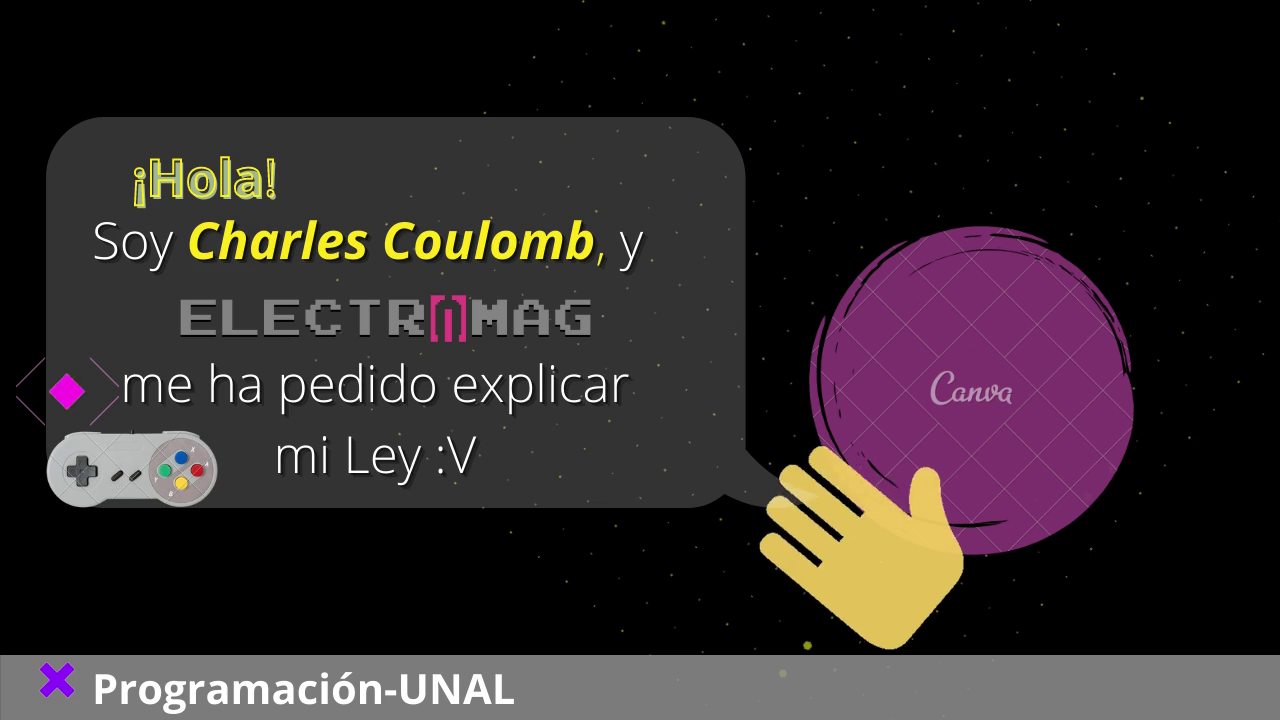 ¡Hola!
Soy Charles Coulomb, y
ELECTR[]MAG
me ha pedido explicar
mi Ley :V
Canva
Programación-UNAL